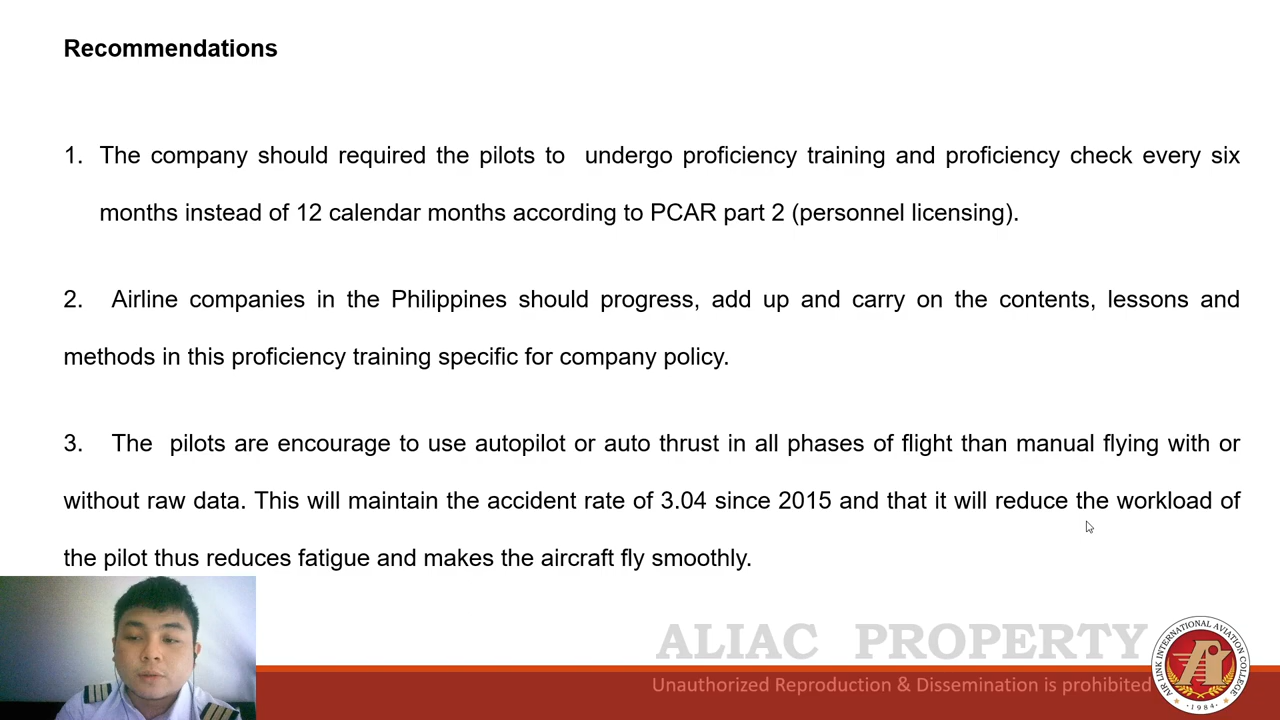 Recommendations
1. The company should required the pilots to undergo proficiency training and proficiency check every six
months instead of 12 calendar months according to PCAR part 2 (personnel licensing).
2. Airline companies in the Philippines should progress, add up and carry on the contents, lessons and
methods in this proficiency training specific for company policy.
3. The pilots are encourage to use autopilot or auto thrust in all phases of flight than manual flying with or
without raw data. This will maintain the accident rate of 3.04 since 2015 and that it will reduce the workload of
the pilot thus reduces fatigue and makes the aircraft fly smoothly.
ALIAC PROPERTY
Unauthorized Reproduction & Dissemination is prohibited
AIR LINK INTERNATIONAL AVIATION COLLEGE
1984